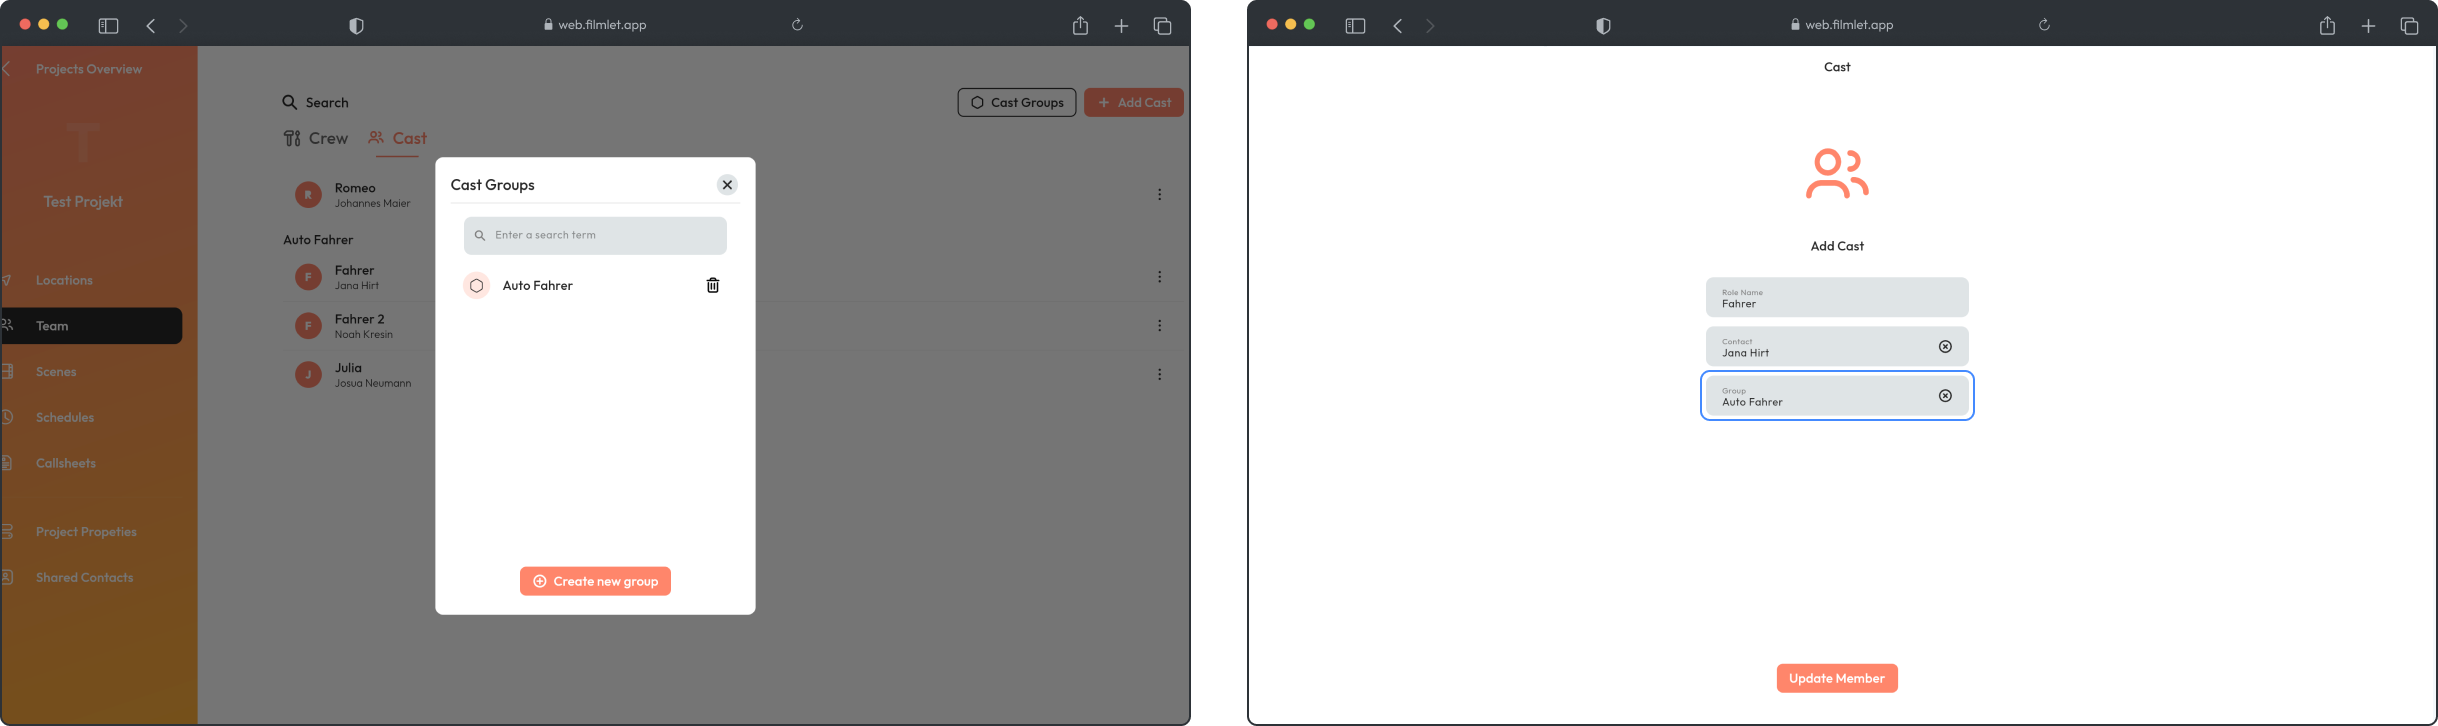 web.filmlet.app
Projects Overview
T
Test Projekt
Locations
Team
Scenes
Schedules
Callsheets
Project Propeties
Shared Contacts
Search
Cast Groups
Add Cast
Crew
Cast
R
Romeo
Johannes Maier
Auto Fahrer
F
Fahrer
Jana Hirt
F
Fahrer 2
Noah Kresin
J
Julia
Josua Neumann
Cast Groups
Enter a search term
Auto Fahrer
Create new group
web.filmlet.app
Cast
Add Cast
Role Name
Fahrer
Contact
Jana Hirt
Group
Auto Fahrer
Update Member